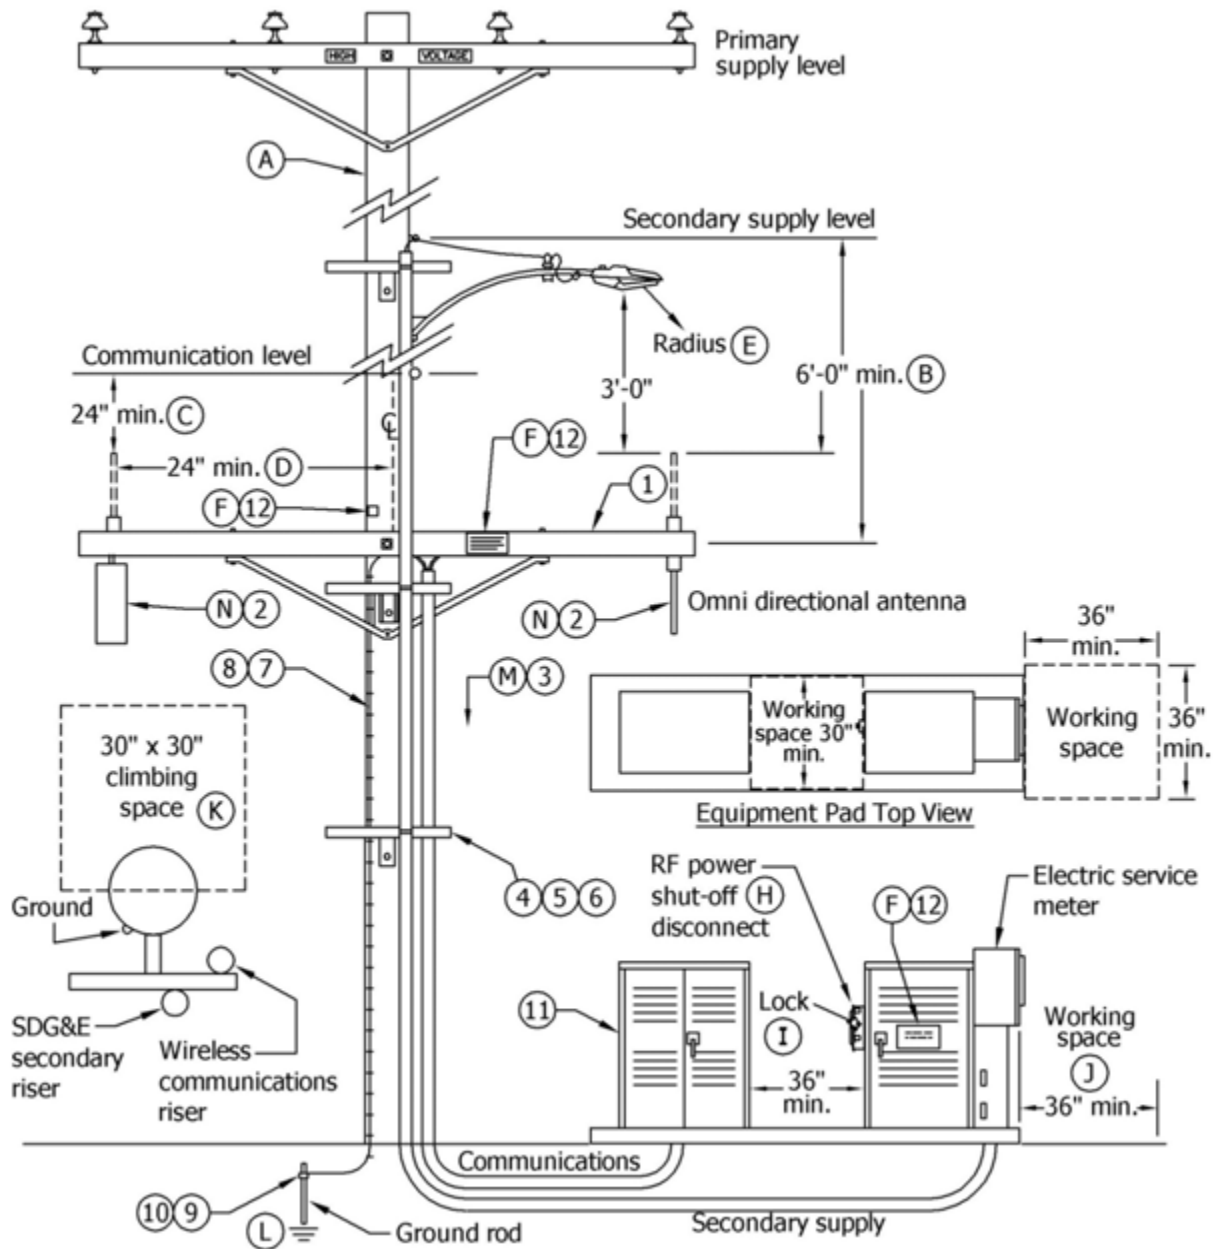 HIGH
VOLTAGE
Primary
supply level
A
Secondary supply level
Radius E
Communication level
3'-0"
6'-0" min. B
24" min. C
F 12
24" min. D
1
F 12
CL
N 2
N 2
Omni directional antenna
8 7
M 3
36"
min.
Working
space 30"
min.
Working
space
36"
min.
Equipment Pad Top View
30" x 30"
climbing
space K
4 5 6
RF power
shut-off H
disconnect
F 12
Electric service
meter
Ground
11
Lock
I
Working
space
J
SDG&E
secondary
riser
Wireless
communications
riser
36"
min.
36" min.
Communications
10 9
L
Ground rod
Secondary supply